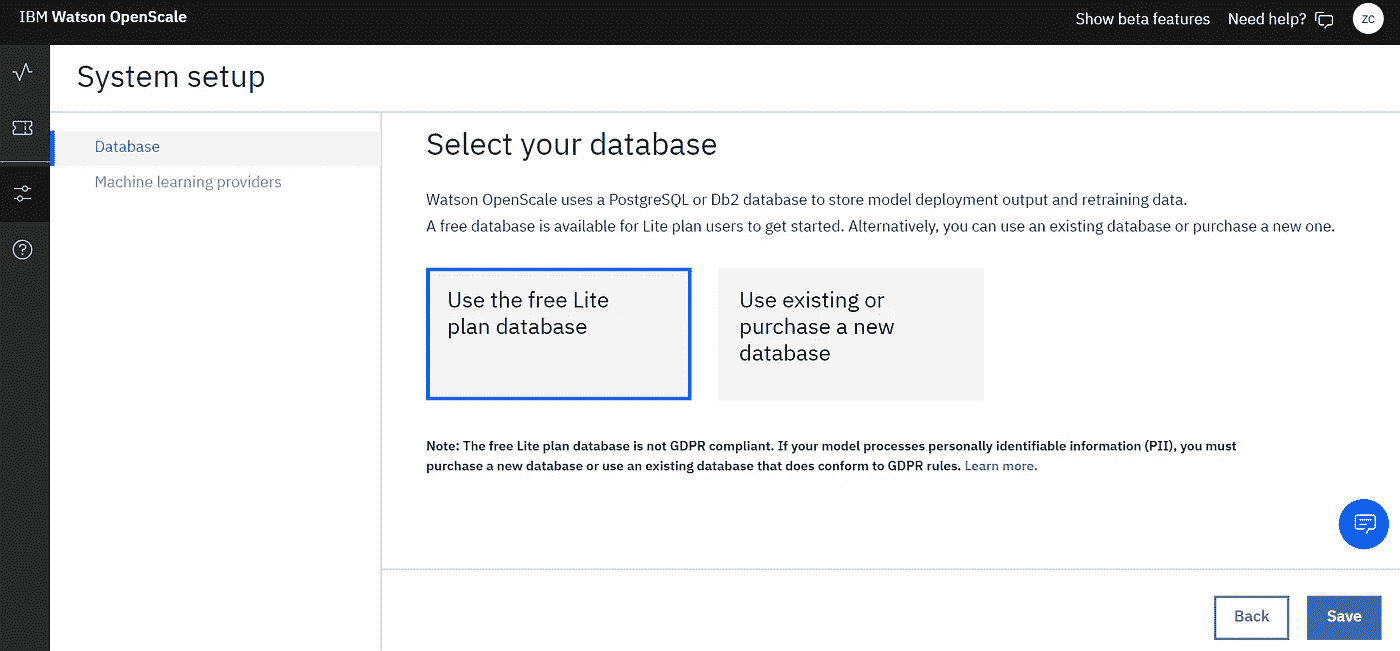 IBM Watson OpenScale
Show beta features
Need help?
ZC
System setup
Database
Machine learning providers
Select your database
Watson OpenScale uses a PostgreSQL or Db2 database to store model deployment output and retraining data.
A free database is available for Lite plan users to get started. Alternatively, you can use an existing database or purchase a new one.
Use the free Lite
plan database
Use existing or
purchase a new
database
Note: The free Lite plan database is not GDPR compliant. If your model processes personally identifiable information (PII), you must
purchase a new database or use an existing database that does conform to GDPR rules. Learn more.
Back
Save